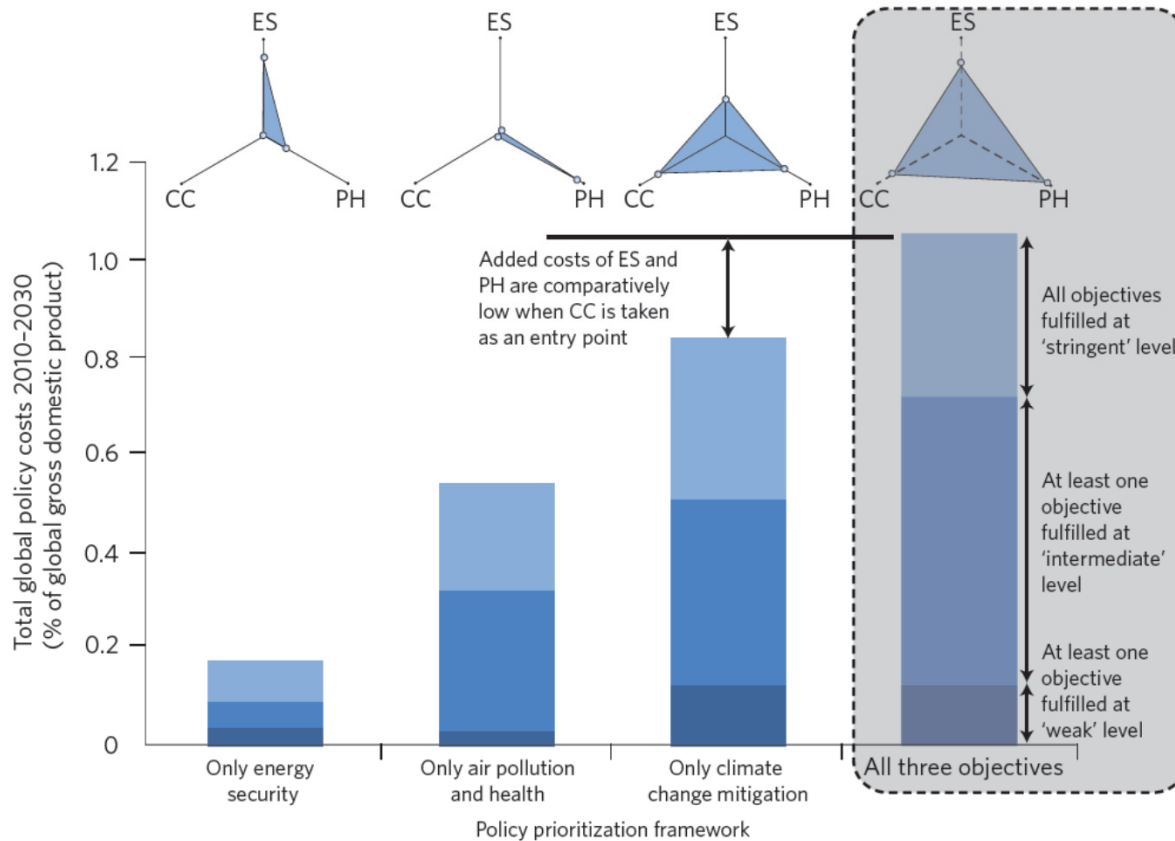 ES
ES
ES
ES
CC
PH
CC
PH
CC
PH
CC
PH
Total global policy costs 2010–2030
(% of global gross domestic product)
1.2
1.0
0.8
0.6
0.4
0.2
0
Added costs of ES and
PH are comparatively
low when CC is taken
as an entry point
All objectives
fulfilled at
‘stringent’ level
At least one
objective
fulfilled at
‘intermediate’
level
At least one
objective
fulfilled at
‘weak’ level
Only energy
security
Only air pollution
and health
Only climate
change mitigation
All three objectives
Policy prioritization framework